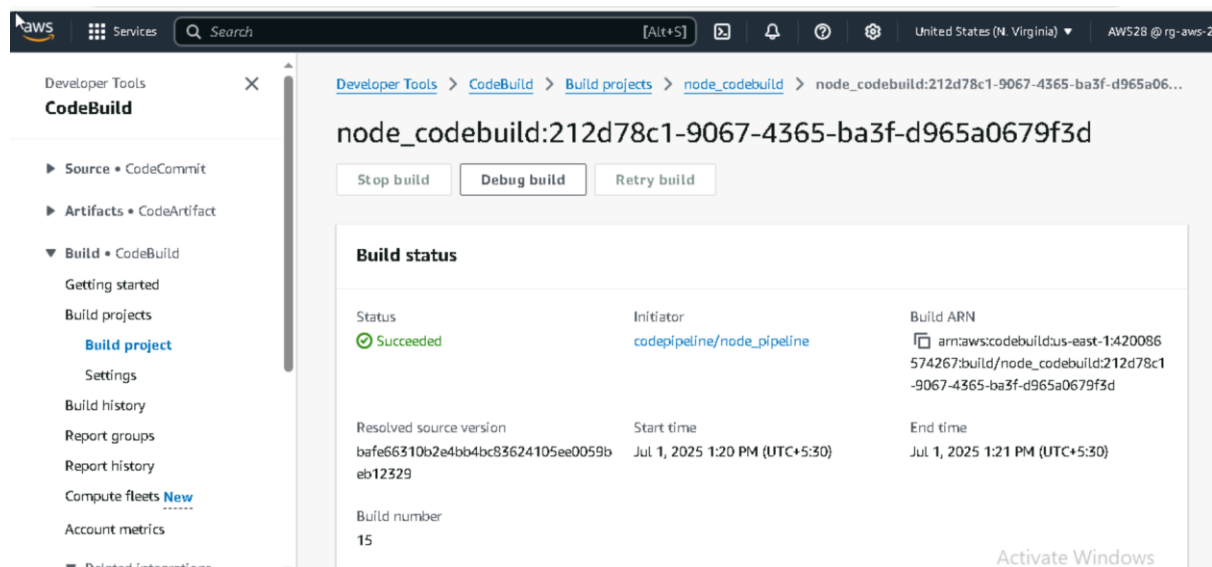 aws Services Search [Alt+S] United States (N. Virginia) ▼ AWS28 @ rg-aws-2
Developer Tools
CodeBuild
Source • CodeCommit
Artifacts • CodeArtifact
Build • CodeBuild
Getting started
Build projects
Build project
Settings
Build history
Report groups
Report history
Compute fleets New
Account metrics
Related integrations
Developer Tools > CodeBuild > Build projects > node_codebuild > node_codebuild:212d78c1-9067-4365-ba3f-d965a06...
node_codebuild:212d78c1-9067-4365-ba3f-d965a0679f3d
Stop build Debug build Retry build
Build status
Status
Succeeded
Initiator
codepipeline/node_pipeline
Build ARN
arn:aws:codebuild:us-east-1:420086
574267:build/node_codebuild:212d78c1
-9067-4365-ba3f-d965a0679f3d
Resolved source version
bafe66310b2e4bb4bc83624105ee0059b
eb12329
Start time
Jul 1, 2025 1:20 PM (UTC+5:30)
End time
Jul 1, 2025 1:21 PM (UTC+5:30)
Build number
15
Activate Windows